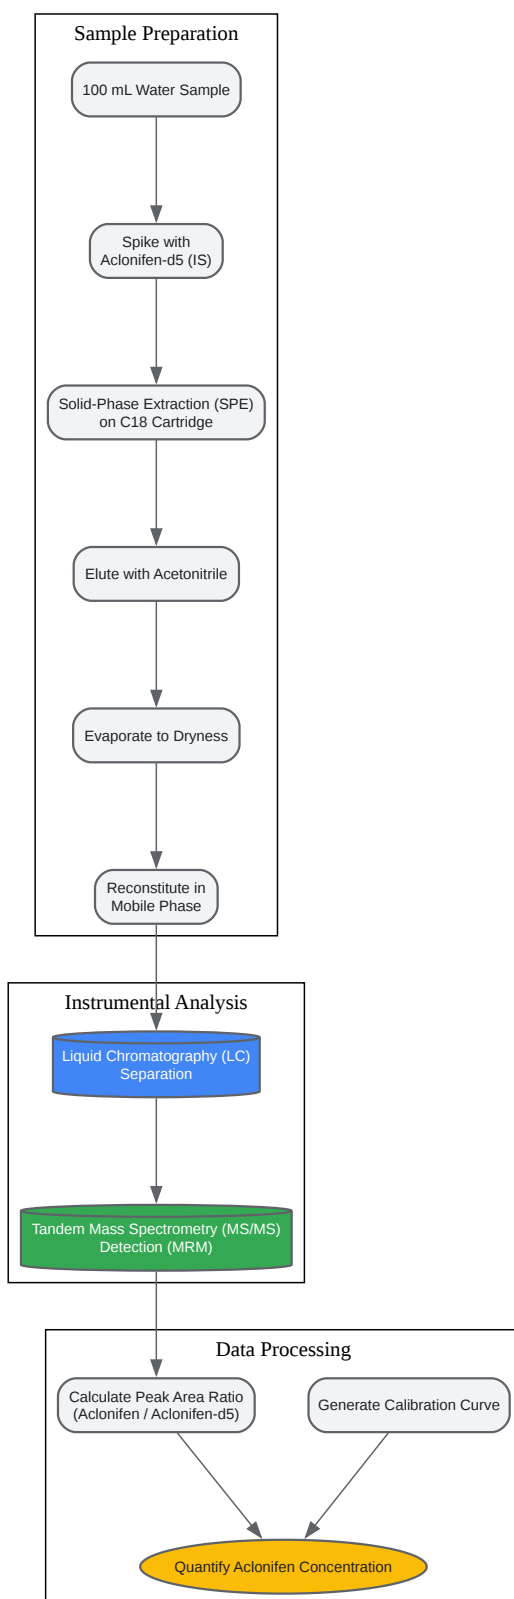 Sample Preparation
100 mL Water Sample
Spike with
Aclonifen-d5 (IS)
Solid-Phase Extraction (SPE)
on C18 Cartridge
Elute with Acetonitrile
Evaporate to Dryness
Reconstitute in
Mobile Phase
Instrumental Analysis
Liquid Chromatography (LC)
Separation
Tandem Mass Spectrometry (MS/MS)
Detection (MRM)
Data Processing
Calculate Peak Area Ratio
(Aclonifen / Aclonifen-d5)
Generate Calibration Curve
Quantify Aclonifen Concentration